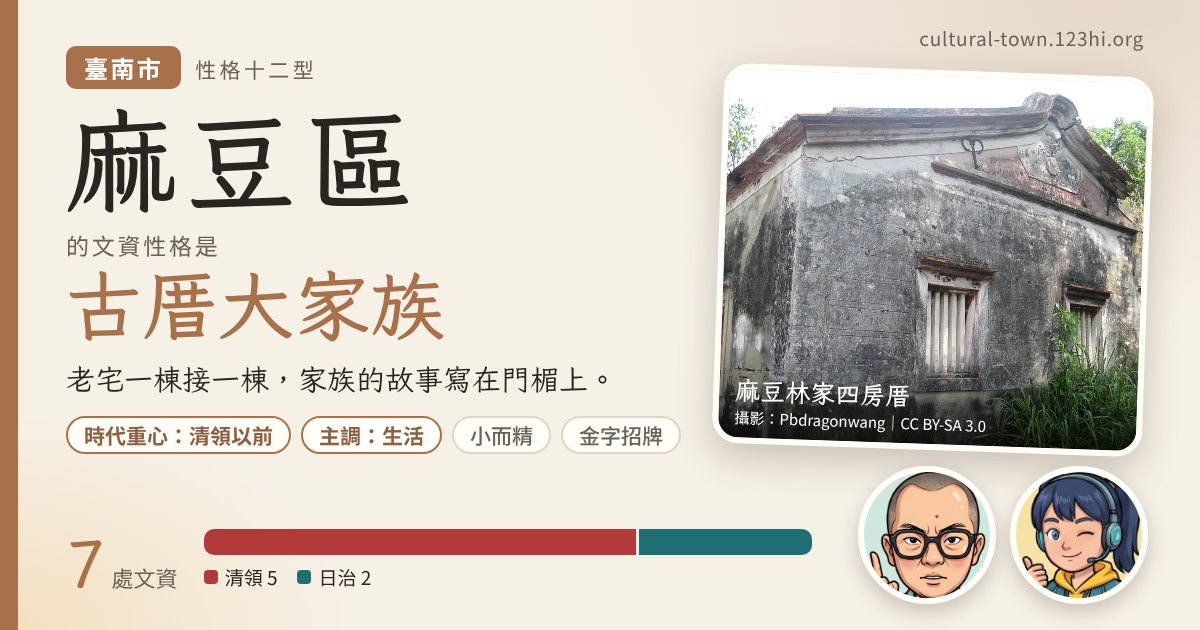 cultural-town.123hi.org
臺南市 性格十二型
麻豆區
的文資性格是
古厝大家族
老宅一棟接一棟，家族的故事寫在門楣上。
時代重心：清領以前 主調：生活 小而精 金字招牌
麻豆林家四房厝
攝影：Pbdragonwang｜CC BY-SA 3.0
7 處文資
清領 5 日治 2